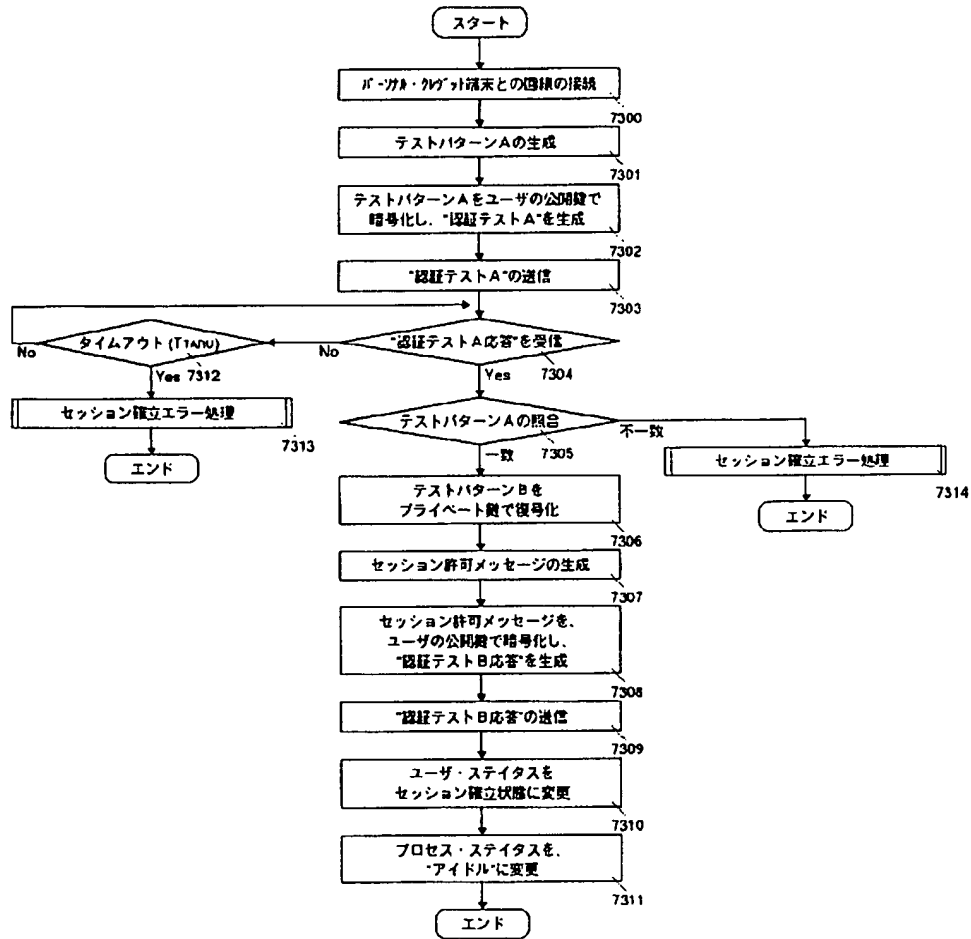 スタート
パーソナル・クレジット端末との回線の接続
7300
テストパターンAの生成
7301
テストパターンAをユーザの公開鍵で
暗号化し、"認証テストA"を生成
7302
"認証テストA"の送信
7303
"認証テストA応答"を受信
7304
No
Yes
タイムアウト (TTANU)
7312
No
Yes
セッション確立エラー処理
7313
エンド
テストパターンAの照合
7305
不一致
一致
セッション確立エラー処理
7314
エンド
テストパターンBを
プライベート鍵で復号化
7306
セッション許可メッセージの生成
7307
セッション許可メッセージを、
ユーザの公開鍵で暗号化し、
"認証テストB応答"を生成
7308
"認証テストB応答"の送信
7309
ユーザ・ステイタスを
セッション確立状態に変更
7310
プロセス・ステイタスを、
"アイドル"に変更
7311
エンド